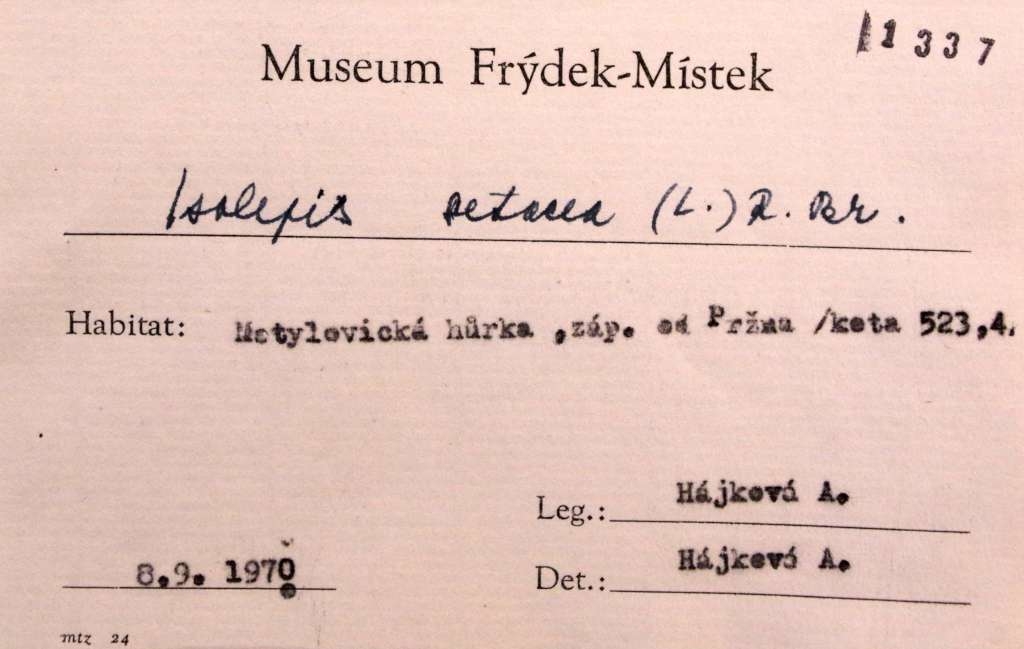 11337
Museum Frýdek-Místek
Isolepis setacea (L.) R. Br.
Habitat: Metylovická hůrka ,záp. od Pržna /kota 523,4.
Leg.: Hájková A.
8.9. 1970 Det.: Hájková A.
mtz 24